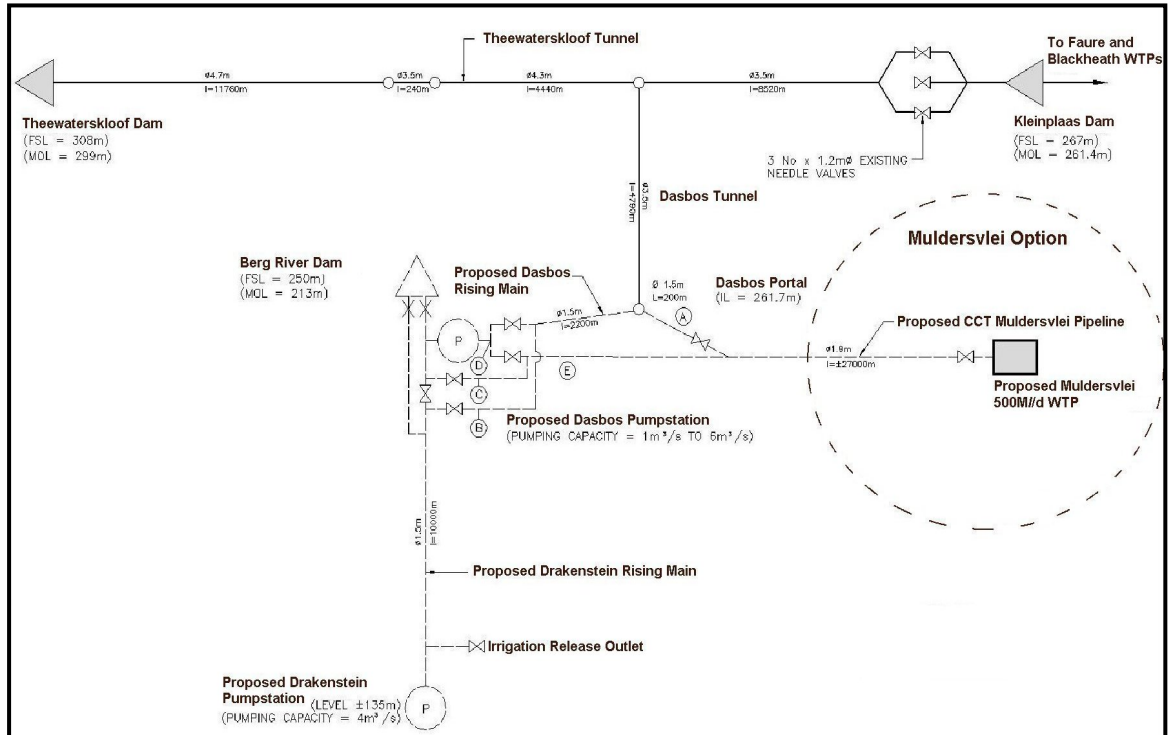 Theewaterskloof Tunnel
To Faure and
Blackheath WTPs
ø4.7m
l=11760m
ø3.5m
l=240m
ø4.3m
l=4440m
ø3.5m
l=8520m
Theewaterskloof Dam
(FSL = 308m)
(MOL = 299m)
Kleinplaas Dam
(FSL – 267m)
(MOL – 261.4m)
3 No x 1.2mø EXISTING
NEEDLE VALVES
Dasbos Tunnel
Muldersvlei Option
Berg River Dam
(FSL = 250m)
(MOL = 213m)
Proposed Dasbos
Rising Main
Ø 1.5m
L=200m
Dasbos Portal
(IL = 261.7m)
ø1.5m
l=2200m
A
Proposed CCT Muldersvlei Pipeline
P
D
E
ø1.9m
l=±27000m
C
Proposed Muldersvlei
500Ml/d WTP
B
Proposed Dasbos Pumpstation
(PUMPING CAPACITY = 1m³/s TO 6m³/s)
ø1.5m
l=10000m
Proposed Drakenstein Rising Main
Irrigation Release Outlet
Proposed Drakenstein
Pumpstation (LEVEL ±135m)
(PUMPING CAPACITY = 4m³/s)
P